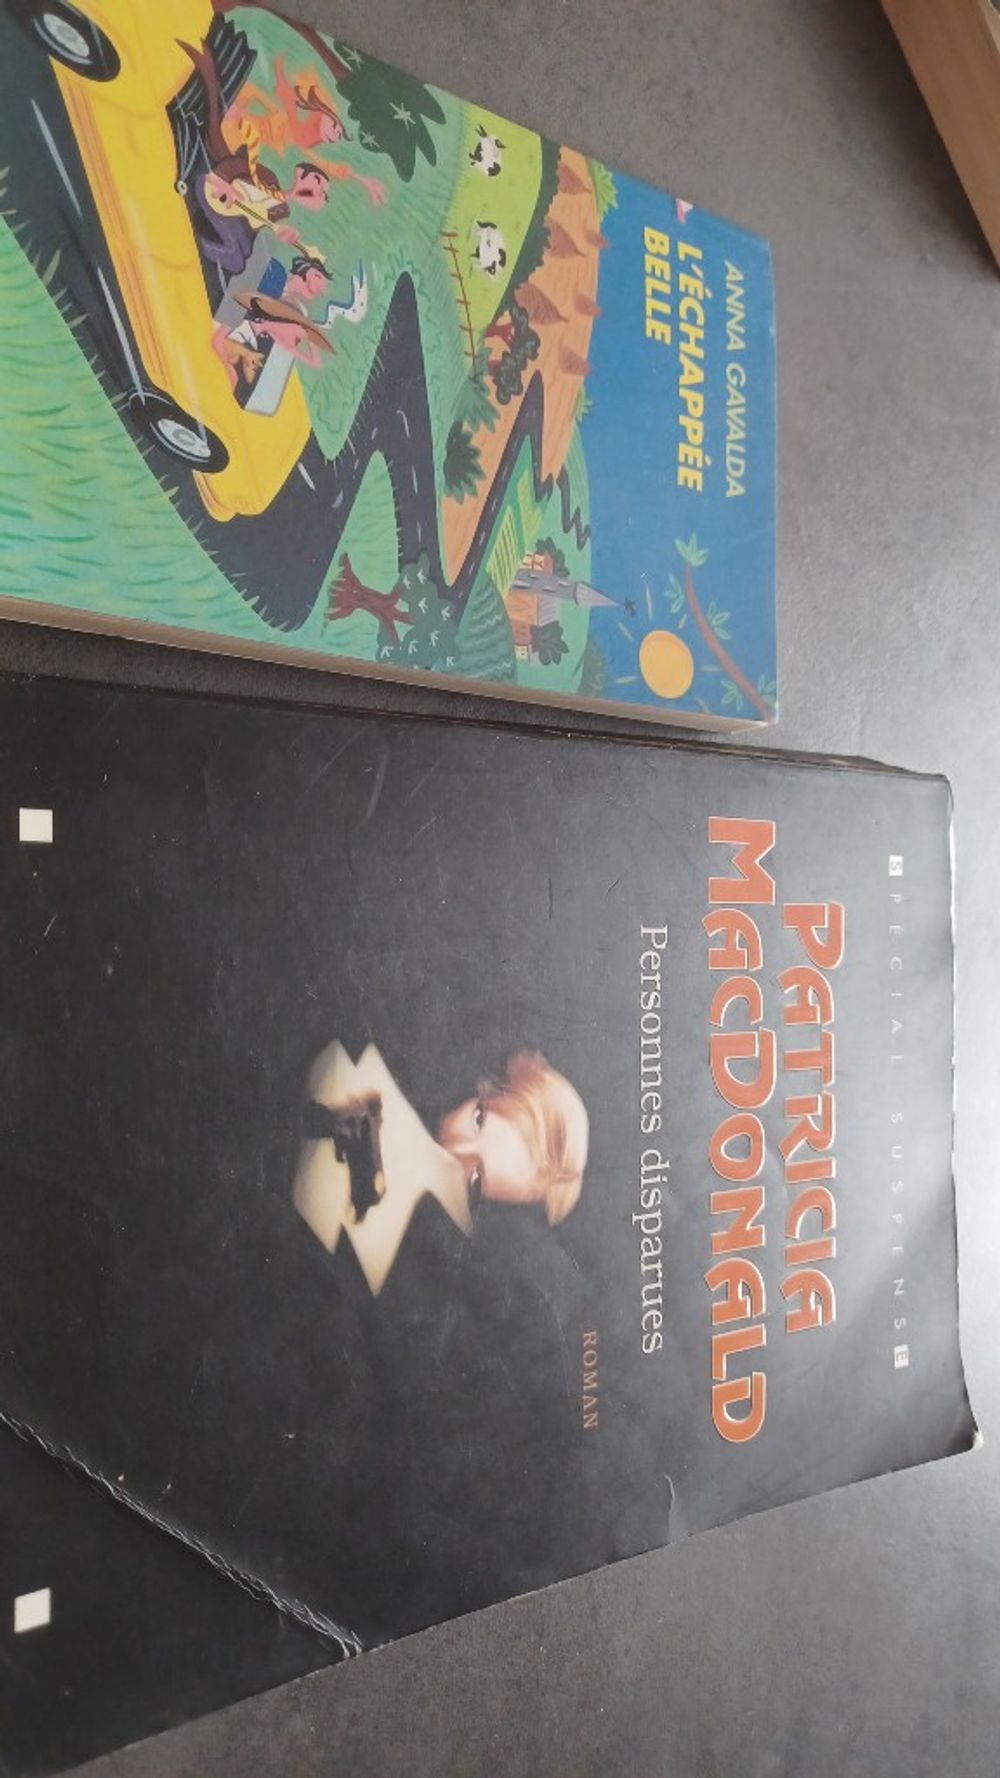 ANNA GAVALDA
L'ÉCHAPPÉE
BELLE
SPÉCIAL SUSPENSE
PATRICIA
MACDONALD
Personnes disparues
ROMAN